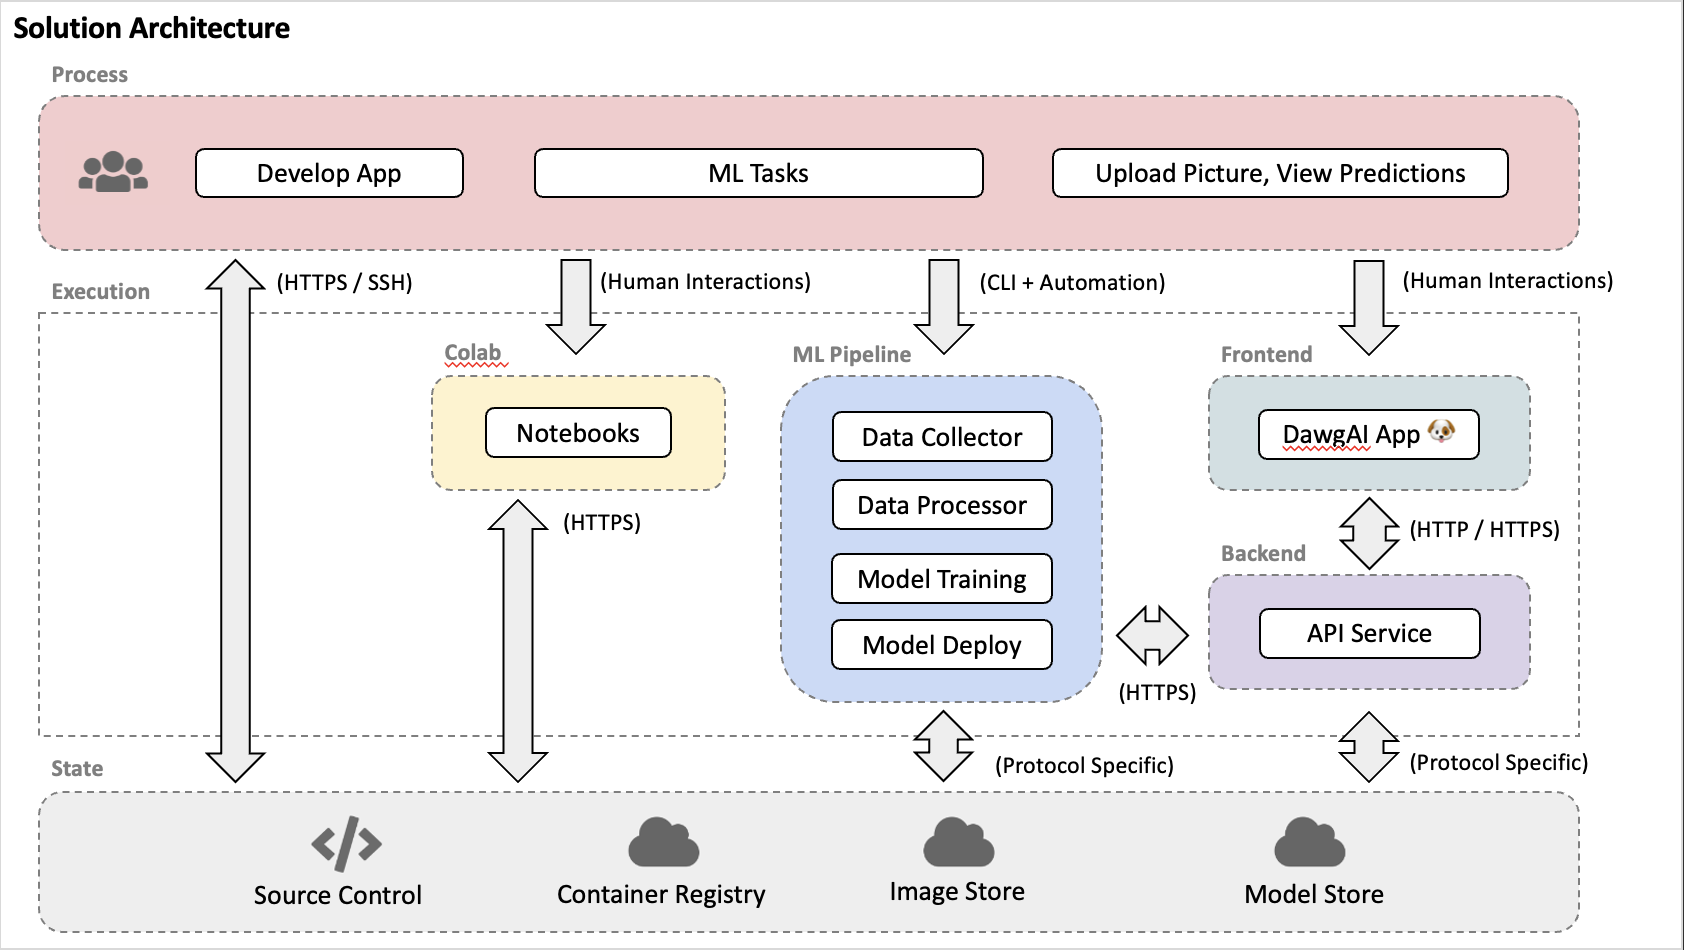 Solution Architecture
Process
Develop App
ML Tasks
Upload Picture, View Predictions
(HTTPS / SSH)
(Human Interactions)
(CLI + Automation)
(Human Interactions)
Execution
Colab
ML Pipeline
Frontend
Notebooks
Data Collector
DawgAI App
Data Processor
(HTTPS)
(HTTP / HTTPS)
Backend
Model Training
API Service
Model Deploy
(HTTPS)
State
(Protocol Specific)
(Protocol Specific)
Source Control
Container Registry
Image Store
Model Store